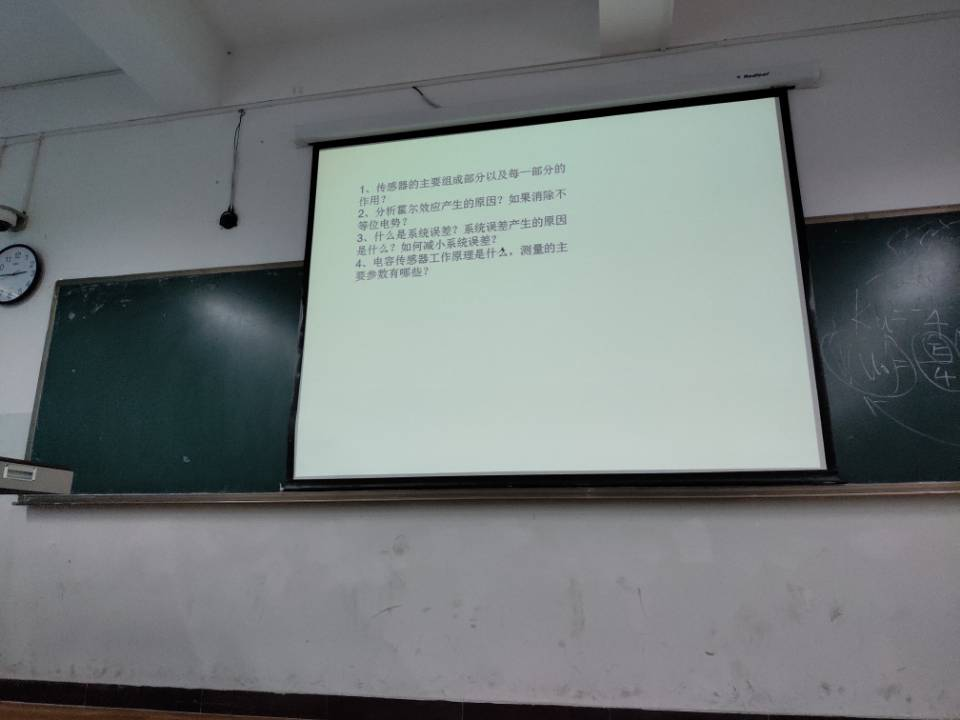 Redleaf
1、传感器的主要组成部分以及每一部分的
作用？
2、分析霍尔效应产生的原因？如果消除不
等位电势？
3、什么是系统误差？系统误差产生的原因
是什么？如何减小系统误差？
4、电容传感器工作原理是什么，测量的主
要参数有哪些？